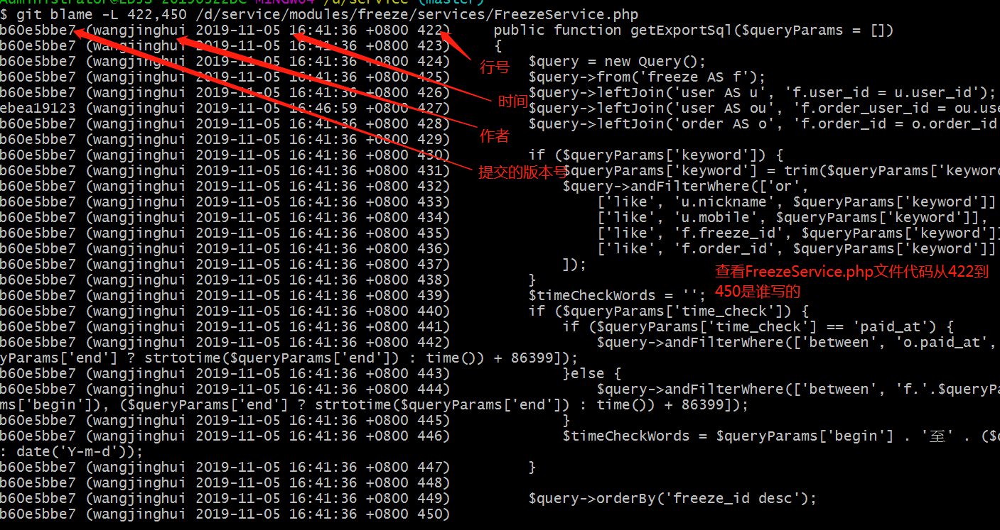 Administrator@EDJS-20190322DC MINGW64 /d/service (master)
$ git blame -L 422,450 /d/service/modules/freeze/services/FreezeService.php
b60e5bbe7 (wangjinghui 2019-11-05 16:41:36 +0800 422)     public function getExportSql($queryParams = [])
b60e5bbe7 (wangjinghui 2019-11-05 16:41:36 +0800 423)     {
b60e5bbe7 (wangjinghui 2019-11-05 16:41:36 +0800 424)         $query = new Query();
行号
b60e5bbe7 (wangjinghui 2019-11-05 16:41:36 +0800 425)         $query->from('freeze AS f');
b60e5bbe7 (wangjinghui 2019-11-05 16:41:36 +0800 426)         $query->leftJoin('user AS u', 'f.user_id = u.user_id');
时间
ebea19123 (wangjinghui 2019-11-05 16:46:59 +0800 427)         $query->leftJoin('user AS ou', 'f.order_user_id = ou.use
b60e5bbe7 (wangjinghui 2019-11-05 16:41:36 +0800 428)         $query->leftJoin('order AS o', 'f.order_id = o.order_id
作者
b60e5bbe7 (wangjinghui 2019-11-05 16:41:36 +0800 429)
b60e5bbe7 (wangjinghui 2019-11-05 16:41:36 +0800 430)         if ($queryParams['keyword']) {
提交的版本号
b60e5bbe7 (wangjinghui 2019-11-05 16:41:36 +0800 431)             $queryParams['keyword'] = trim($queryParams['keyword
b60e5bbe7 (wangjinghui 2019-11-05 16:41:36 +0800 432)             $query->andFilterWhere(['or',
b60e5bbe7 (wangjinghui 2019-11-05 16:41:36 +0800 433)                 ['like', 'u.nickname', $queryParams['keyword']]
b60e5bbe7 (wangjinghui 2019-11-05 16:41:36 +0800 434)                 ['like', 'u.mobile', $queryParams['keyword']],
b60e5bbe7 (wangjinghui 2019-11-05 16:41:36 +0800 435)                 ['like', 'f.freeze_id', $queryParams['keyword']]
b60e5bbe7 (wangjinghui 2019-11-05 16:41:36 +0800 436)                 ['like', 'f.order_id', $queryParams['keyword']]
b60e5bbe7 (wangjinghui 2019-11-05 16:41:36 +0800 437)             ]);
查看FreezeService.php文件代码从422到
450是谁写的
b60e5bbe7 (wangjinghui 2019-11-05 16:41:36 +0800 438)         }
b60e5bbe7 (wangjinghui 2019-11-05 16:41:36 +0800 439)         $timeCheckWords = '';
b60e5bbe7 (wangjinghui 2019-11-05 16:41:36 +0800 440)         if ($queryParams['time_check']) {
b60e5bbe7 (wangjinghui 2019-11-05 16:41:36 +0800 441)             if ($queryParams['time_check'] == 'paid_at') {
b60e5bbe7 (wangjinghui 2019-11-05 16:41:36 +0800 442)                 $query->andFilterWhere(['between', 'o.paid_at',
yParams['end'] ? strtotime($queryParams['end']) : time()) + 86399]);
b60e5bbe7 (wangjinghui 2019-11-05 16:41:36 +0800 443)             }else {
b60e5bbe7 (wangjinghui 2019-11-05 16:41:36 +0800 444)                 $query->andFilterWhere(['between', 'f.'.$queryPa
ms['begin']), ($queryParams['end'] ? strtotime($queryParams['end']) : time()) + 86399]);
b60e5bbe7 (wangjinghui 2019-11-05 16:41:36 +0800 445)             }
b60e5bbe7 (wangjinghui 2019-11-05 16:41:36 +0800 446)             $timeCheckWords = $queryParams['begin'] . '至' . ($q
: date('Y-m-d'));
b60e5bbe7 (wangjinghui 2019-11-05 16:41:36 +0800 447)         }
b60e5bbe7 (wangjinghui 2019-11-05 16:41:36 +0800 448)
b60e5bbe7 (wangjinghui 2019-11-05 16:41:36 +0800 449)         $query->orderBy('freeze_id desc');
b60e5bbe7 (wangjinghui 2019-11-05 16:41:36 +0800 450)